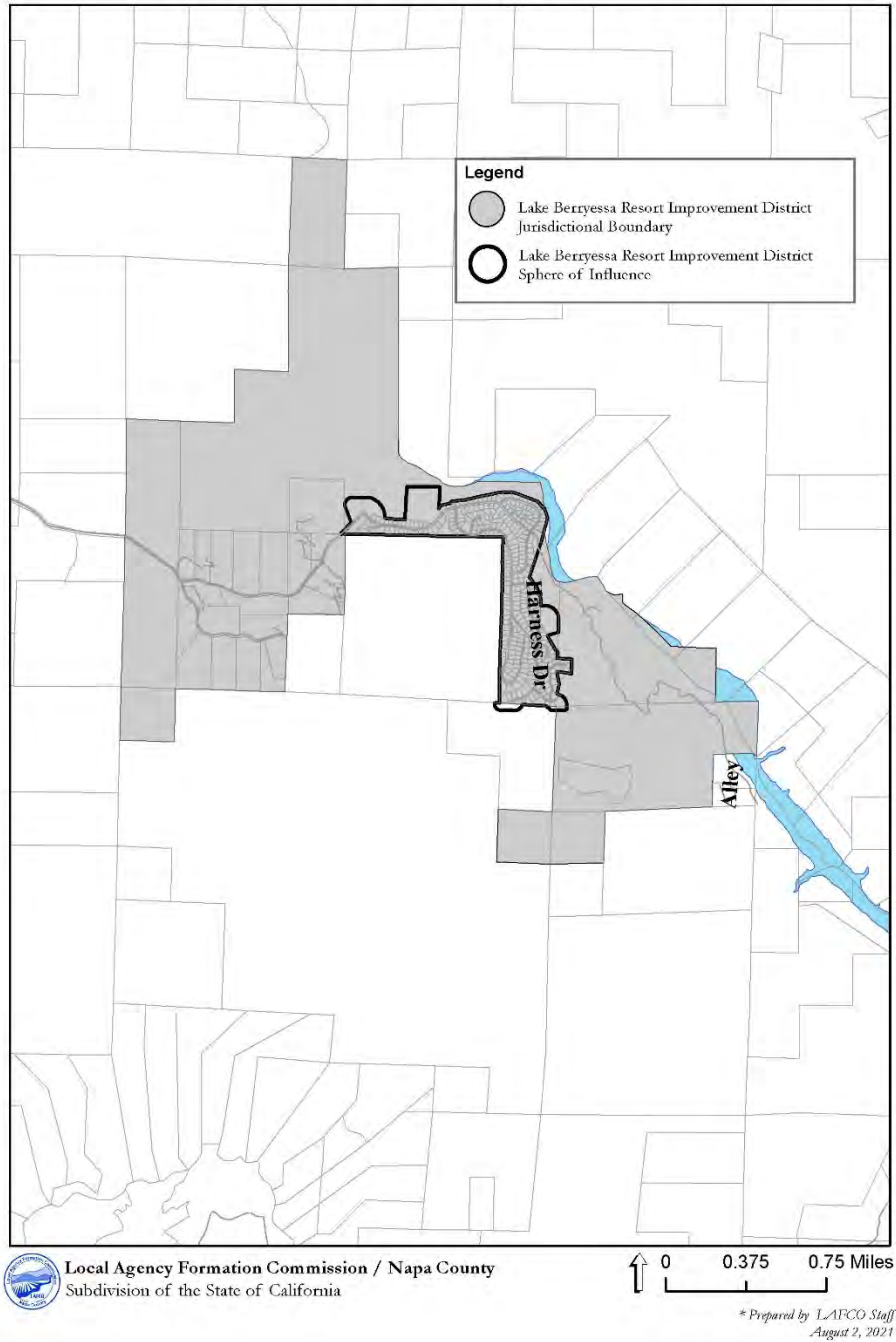 Legend
Lake Berryessa Resort Improvement District
Jurisdictional Boundary
Lake Berryessa Resort Improvement District
Sphere of Influence
Harness Dr
Alley
Local Agency Formation Commission / Napa County
Subdivision of the State of California
0 0.375 0.75 Miles
* Prepared by LAFCO Staff
August 2, 2021